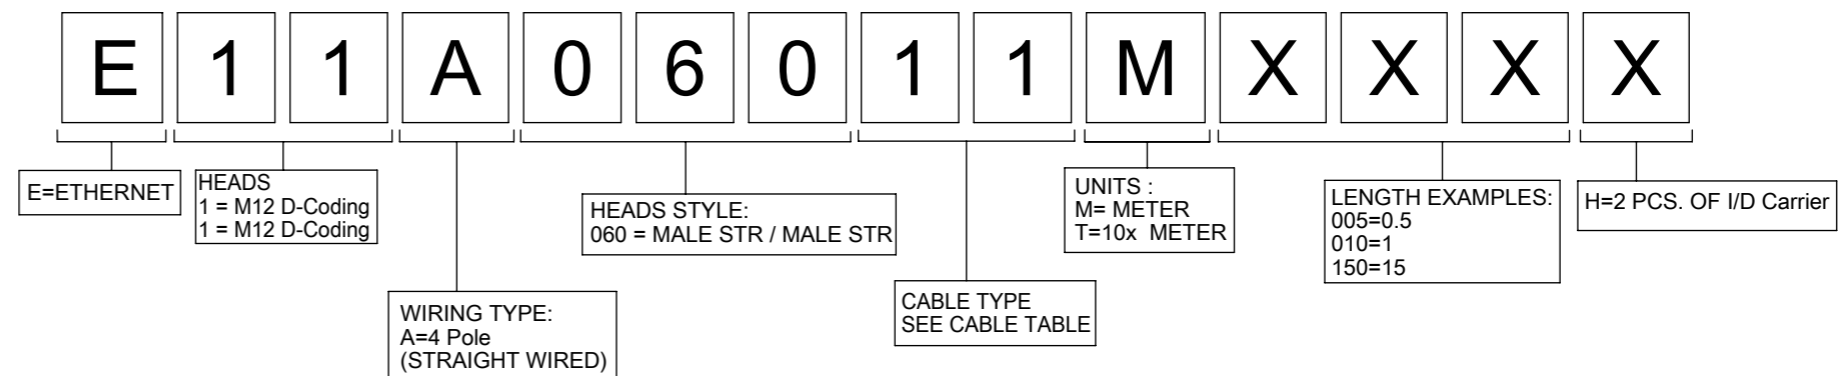 E 1 1 A 0 6 0 1 1 M X X X X
E=ETHERNET
HEADS
1 = M12 D-Coding
1 = M12 D-Coding
WIRING TYPE:
A=4 Pole
(STRAIGHT WIRED)
HEADS STYLE:
060 = MALE STR / MALE STR
CABLE TYPE
SEE CABLE TABLE
UNITS :
M= METER
T=10x METER
LENGTH EXAMPLES:
005=0.5
010=1
150=15
H=2 PCS. OF I/D Carrier